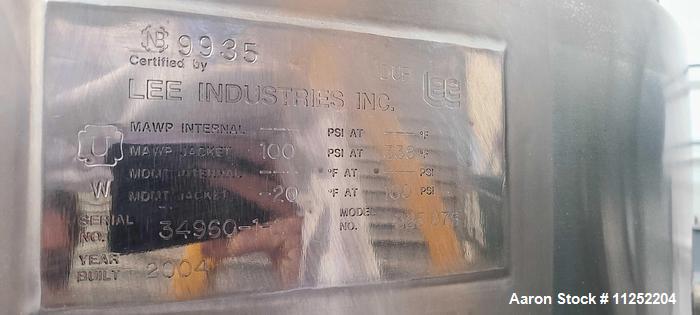 NB 9935
Certified by
LEE INDUSTRIES INC. LEE
MAWP INTERNAL ---- PSI AT ---- °F
U MAWP JACKET 100 PSI AT 338 °F
MDMT INTERNAL ---- °F AT ---- PSI
W MDMT JACKET -20 °F AT 100 PSI
SERIAL NO. 34960-1- MODEL NO.
YEAR BUILT 2004
Aaron Stock # 11252204